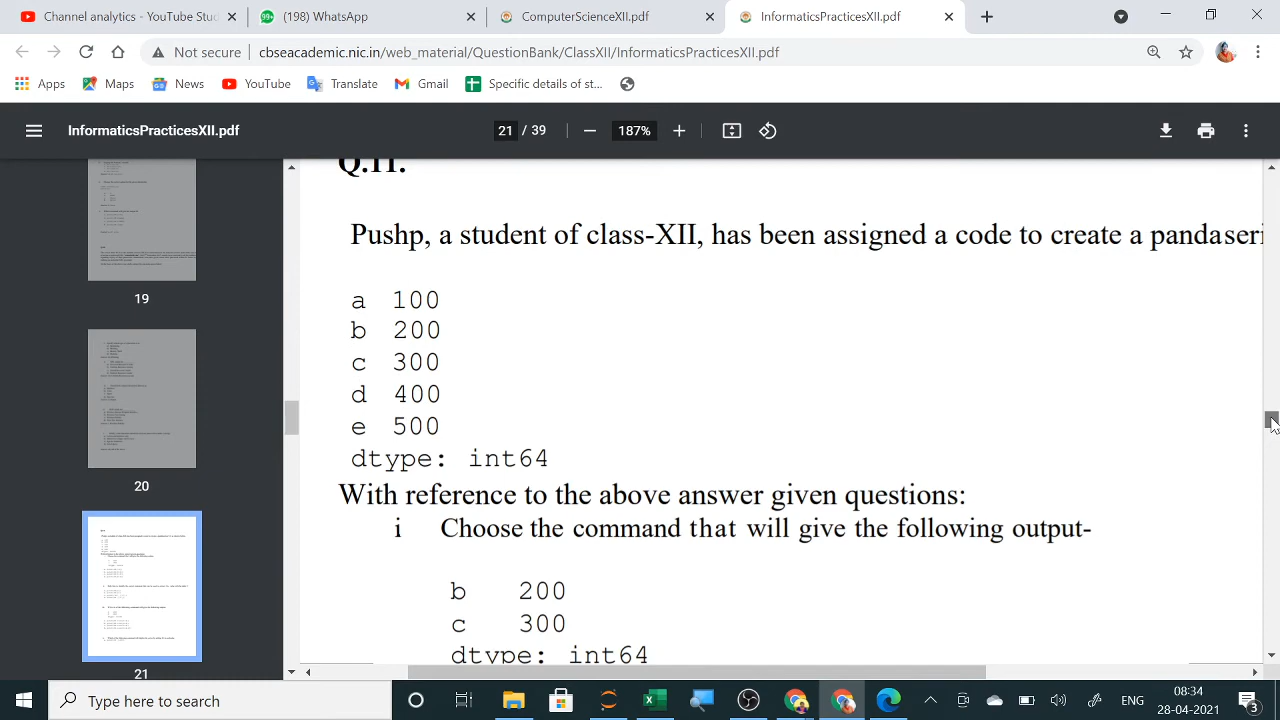 Channel content - YouTube Stud
99+ (198) WhatsApp
ComputerScienceXII.pdf
InformaticsPracticesXII.pdf
Not secure cbseacademic.nic.in/web_material/QuestionBank/ClassXII/InformaticsPracticesXII.pdf
Apps Maps News YouTube Translate Gmail Specific details of st...
InformaticsPracticesXII.pdf 21 / 39 187%
19
20
21
Q.11.
Pushp, a student of class-XII, has been assigned a code to create a pandaseri
a 100
b 200
c 300
d 400
e 500
dtype: int64
With reference to the above answer given questions:
i Choose the command that will give the following output-
b 200
c 300
dtype: int64
Type here to search
ENG
08:34
28-04-2021
3